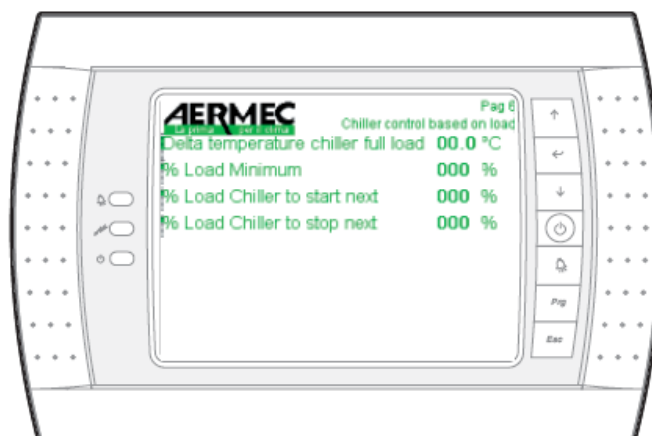 AERMEC
La prima per il clima
Pag 6
Chiller control based on load
Delta temperature chiller full load 00.0 °C
% Load Minimum 000 %
% Load Chiller to start next 000 %
% Load Chiller to stop next 000 %
Prg
Esc